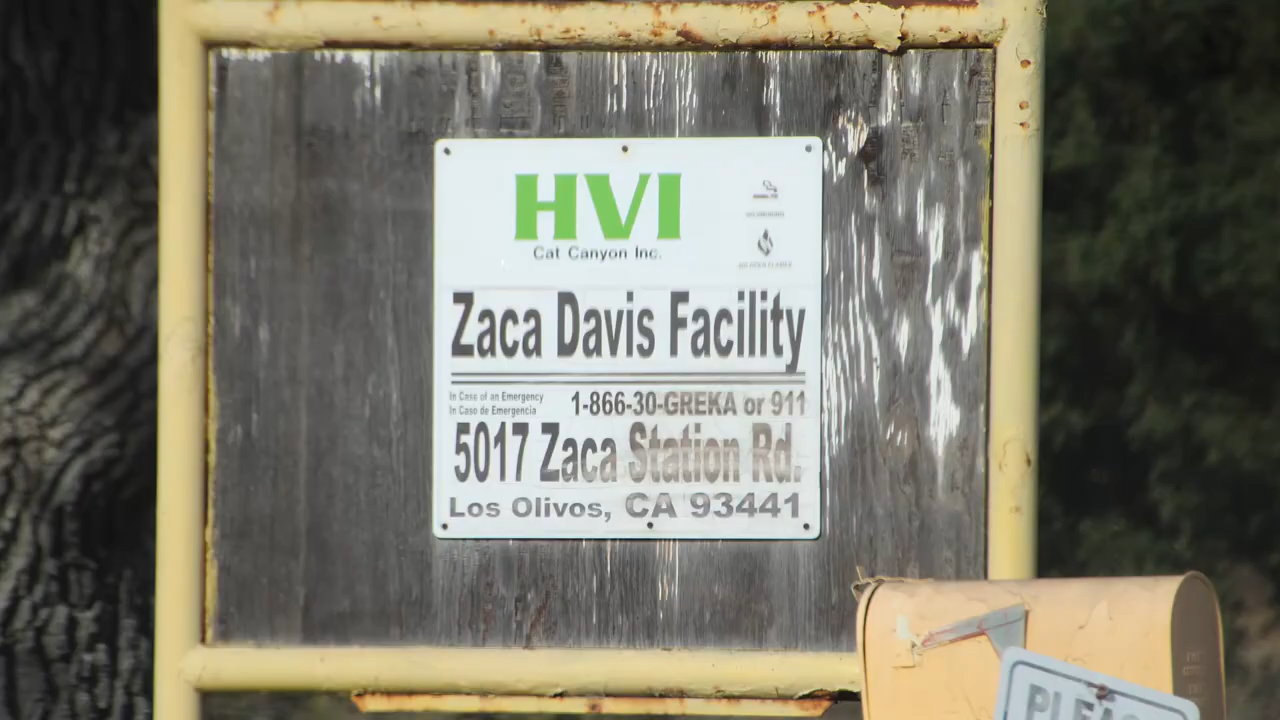 HVI
Cat Canyon Inc.
Zaca Davis Facility
In Case of an Emergency
In Caso de Emergencia
1-866-30-GREKA or 911
5017 Zaca Station Rd.
Los Olivos, CA 93441